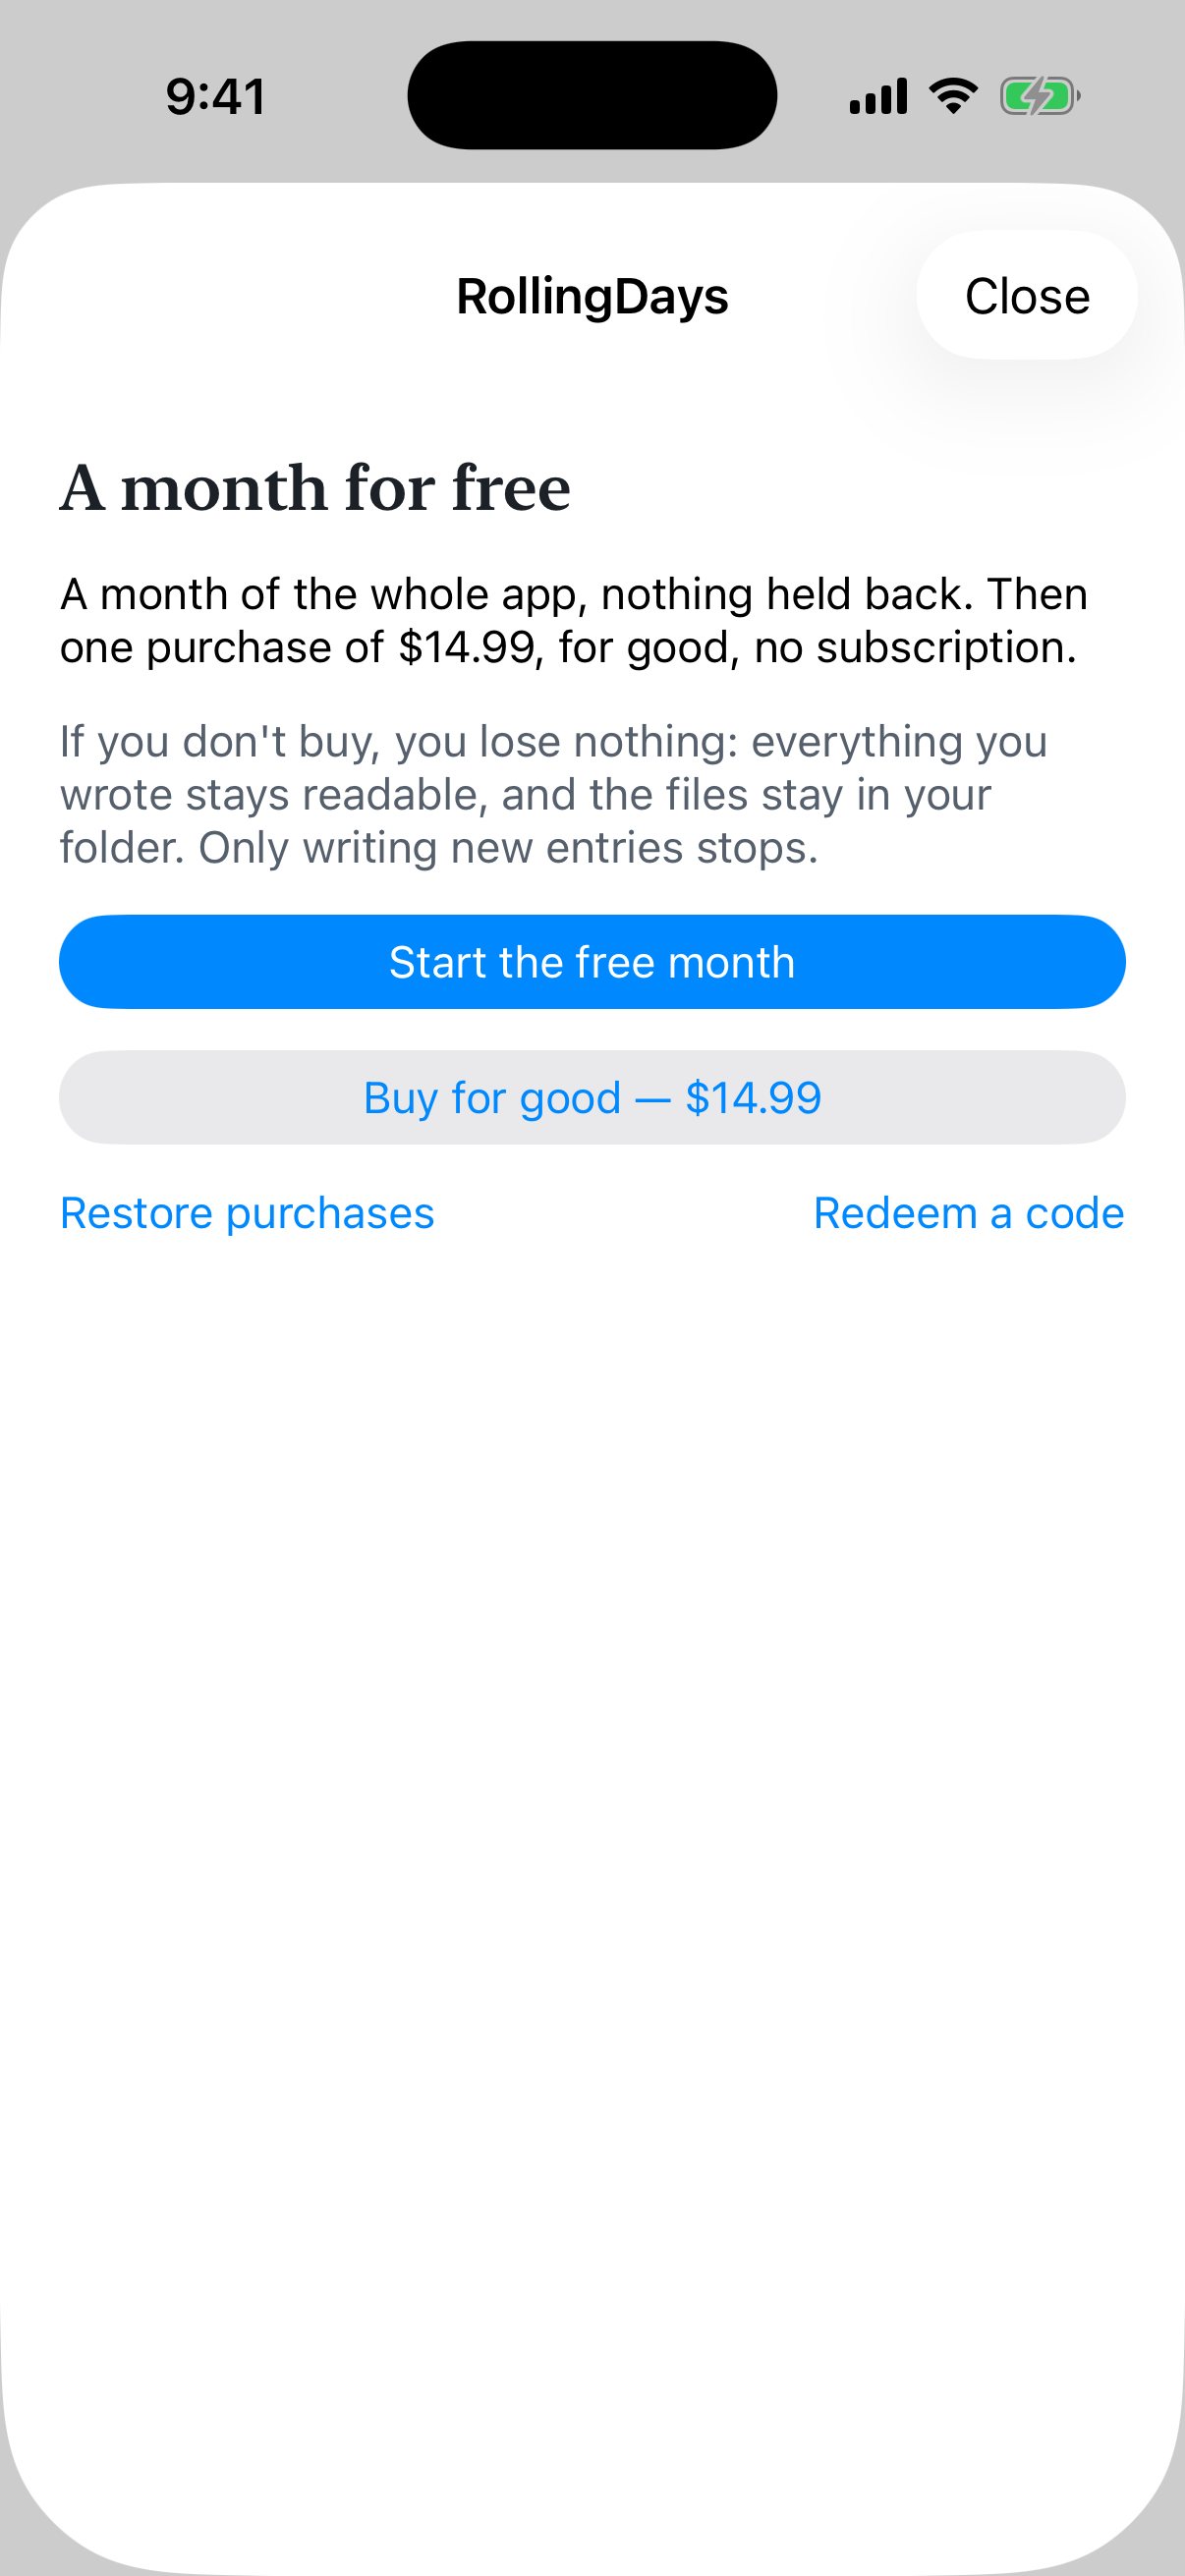 9:41
RollingDays
Close
A month for free
A month of the whole app, nothing held back. Then
one purchase of $14.99, for good, no subscription.
If you don't buy, you lose nothing: everything you
wrote stays readable, and the files stay in your
folder. Only writing new entries stops.
Start the free month
Buy for good — $14.99
Restore purchases
Redeem a code